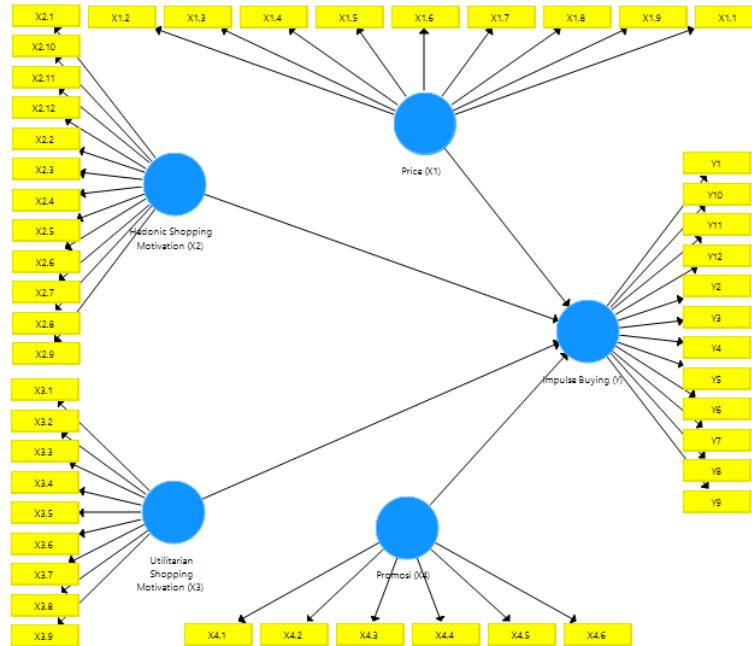 X2.1
X1.2
X1.3
X1.4
X1.5
X1.6
X1.7
X1.8
X1.9
X1.1
X2.10
X2.11
X2.12
X2.2
X2.3
X2.4
X2.5
X2.6
X2.7
X2.8
X2.9
Price (X1)
Hedonic Shopping
Motivation (X2)
Y1
Y10
Y11
Y12
Y2
Y3
Y4
Y5
Y6
Y7
Y8
Y9
Impulse Buying (Y)
X3.1
X3.2
X3.3
X3.4
X3.5
X3.6
X3.7
X3.8
X3.9
Utilitarian
Shopping
Motivation (X3)
Promosi (X4)
X4.1
X4.2
X4.3
X4.4
X4.5
X4.6